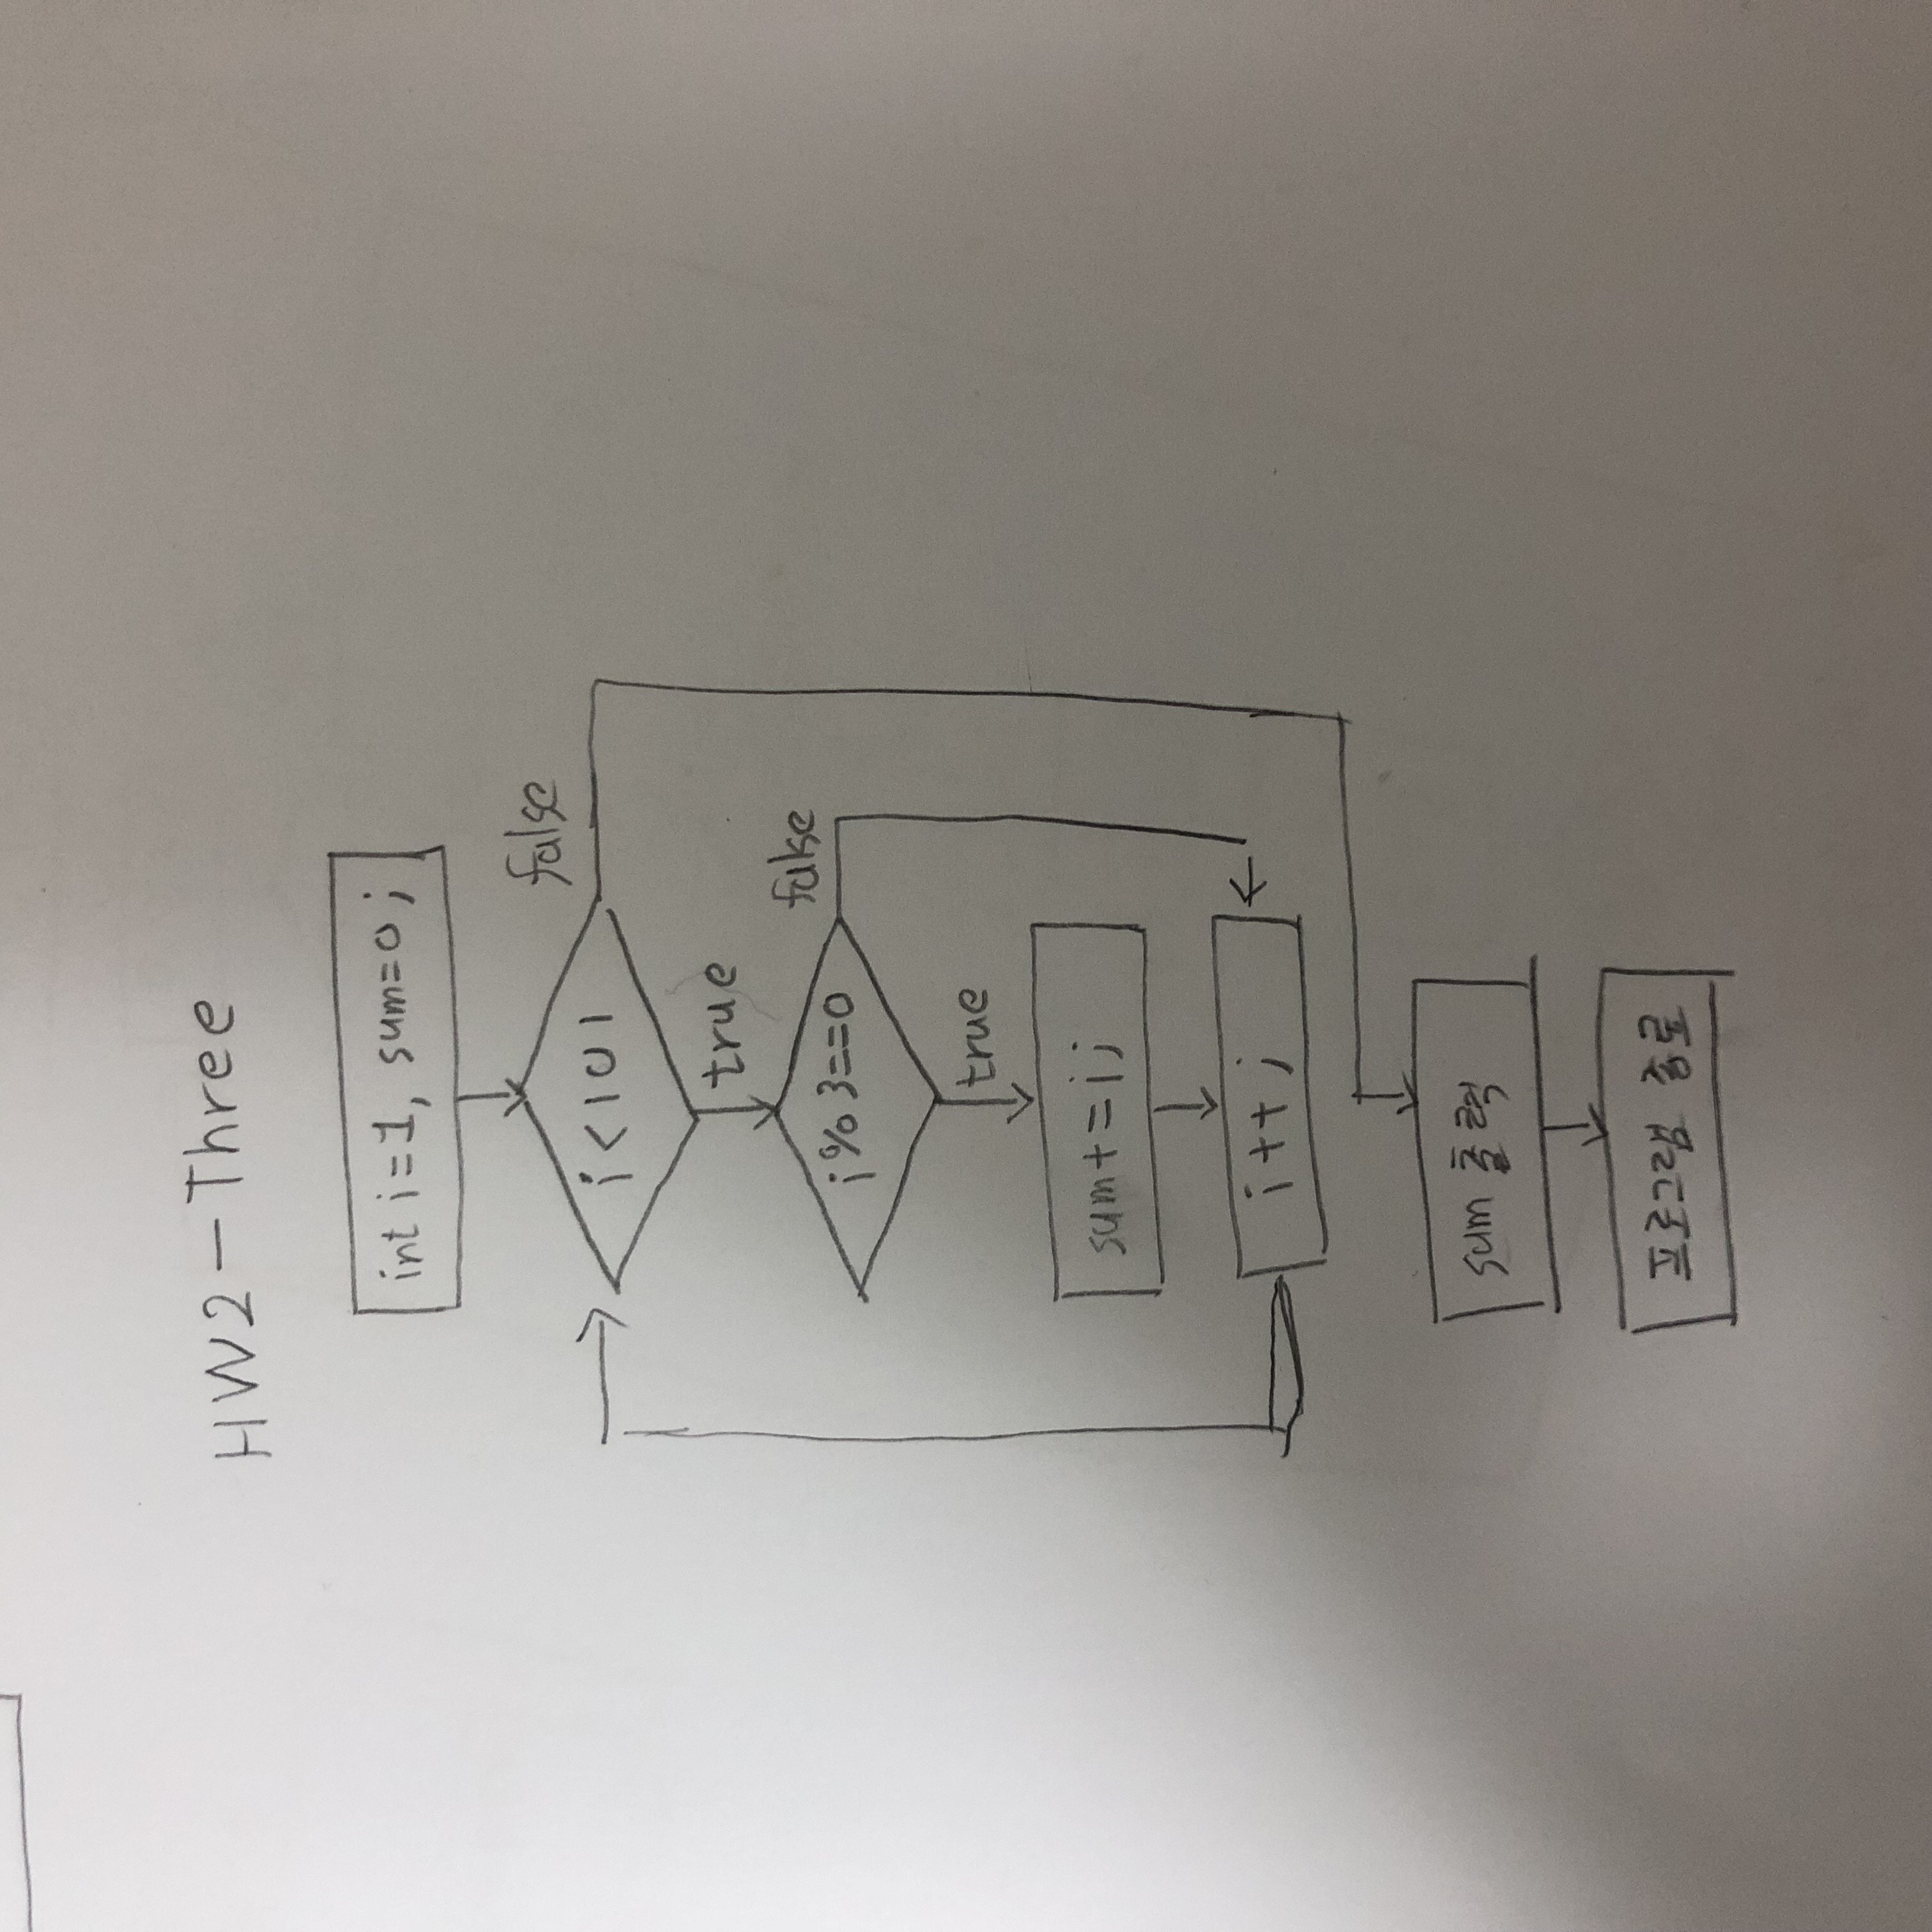 HW2-Three
int i=1, sum=0;
false
i<101
true
false
i%3==0
true
sum+=i;
i++;
sum 출력
프로그램 종료